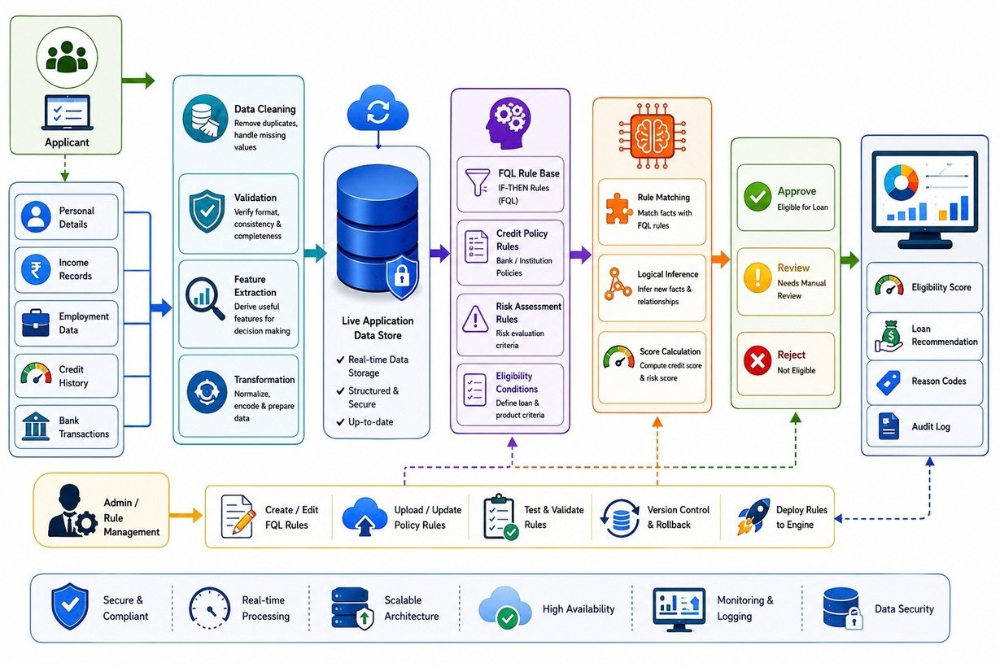 Applicant
Personal
Details
Income
Records
Employment
Data
Credit
History
Bank
Transactions
Data Cleaning
Remove duplicates,
handle missing
values
Validation
Verify format,
consistency &
completeness
Feature
Extraction
Derive useful
features for
decision making
Transformation
Normalize,
encode & prepare
data
Live Application
Data Store
Real-time Data
Storage
Structured &
Secure
Up-to-date
FQL Rule Base
IF-THEN Rules
(FQL)
Credit Policy
Rules
Bank / Institution
Policies
Risk Assessment
Rules
Risk evaluation
criteria
Eligibility
Conditions
Define loan &
product criteria
Rule Matching
Match facts with
FQL rules
Logical Inference
Infer new facts &
relationships
Score Calculation
Compute credit score
& risk score
Approve
Eligible for Loan
Review
Needs Manual
Review
Reject
Not Eligible
Eligibility Score
Loan
Recommendation
Reason Codes
Audit Log
Admin /
Rule
Management
Create / Edit
FQL Rules
Upload / Update
Policy Rules
Test & Validate
Rules
Version Control
& Rollback
Deploy Rules
to Engine
Secure &
Compliant
Real-time
Processing
Scalable
Architecture
High Availability
Monitoring &
Logging
Data Security